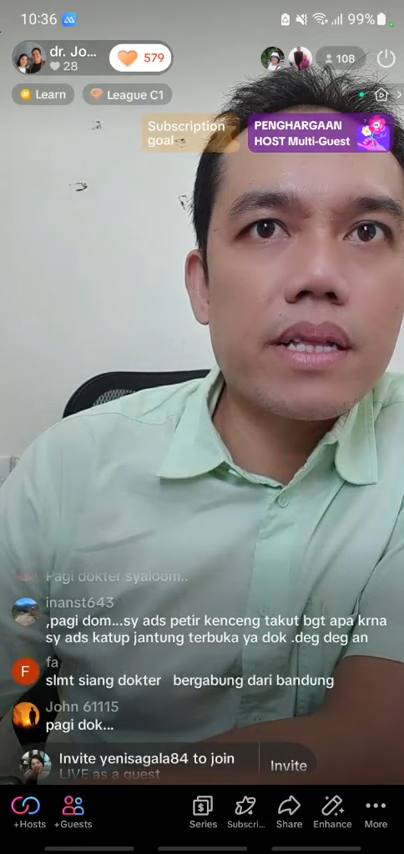 10:36
99%
dr. Jo...
28
579
108
Learn
League C1
Subscription
goal
PENGHARGAAN
HOST Multi-Guest
Pagi dokter syaloom..
inanst643
,pagi dom...sy ads petir kenceng takut bgt apa krna
sy ads katup jantung terbuka ya dok .deg deg an
F
fa
slmt siang dokter bergabung dari bandung
John 61115
pagi dok...
Invite yenisagala84 to join
LIVE as a guest
Invite
+Hosts
+Guests
Series
Subscri...
Share
Enhance
More